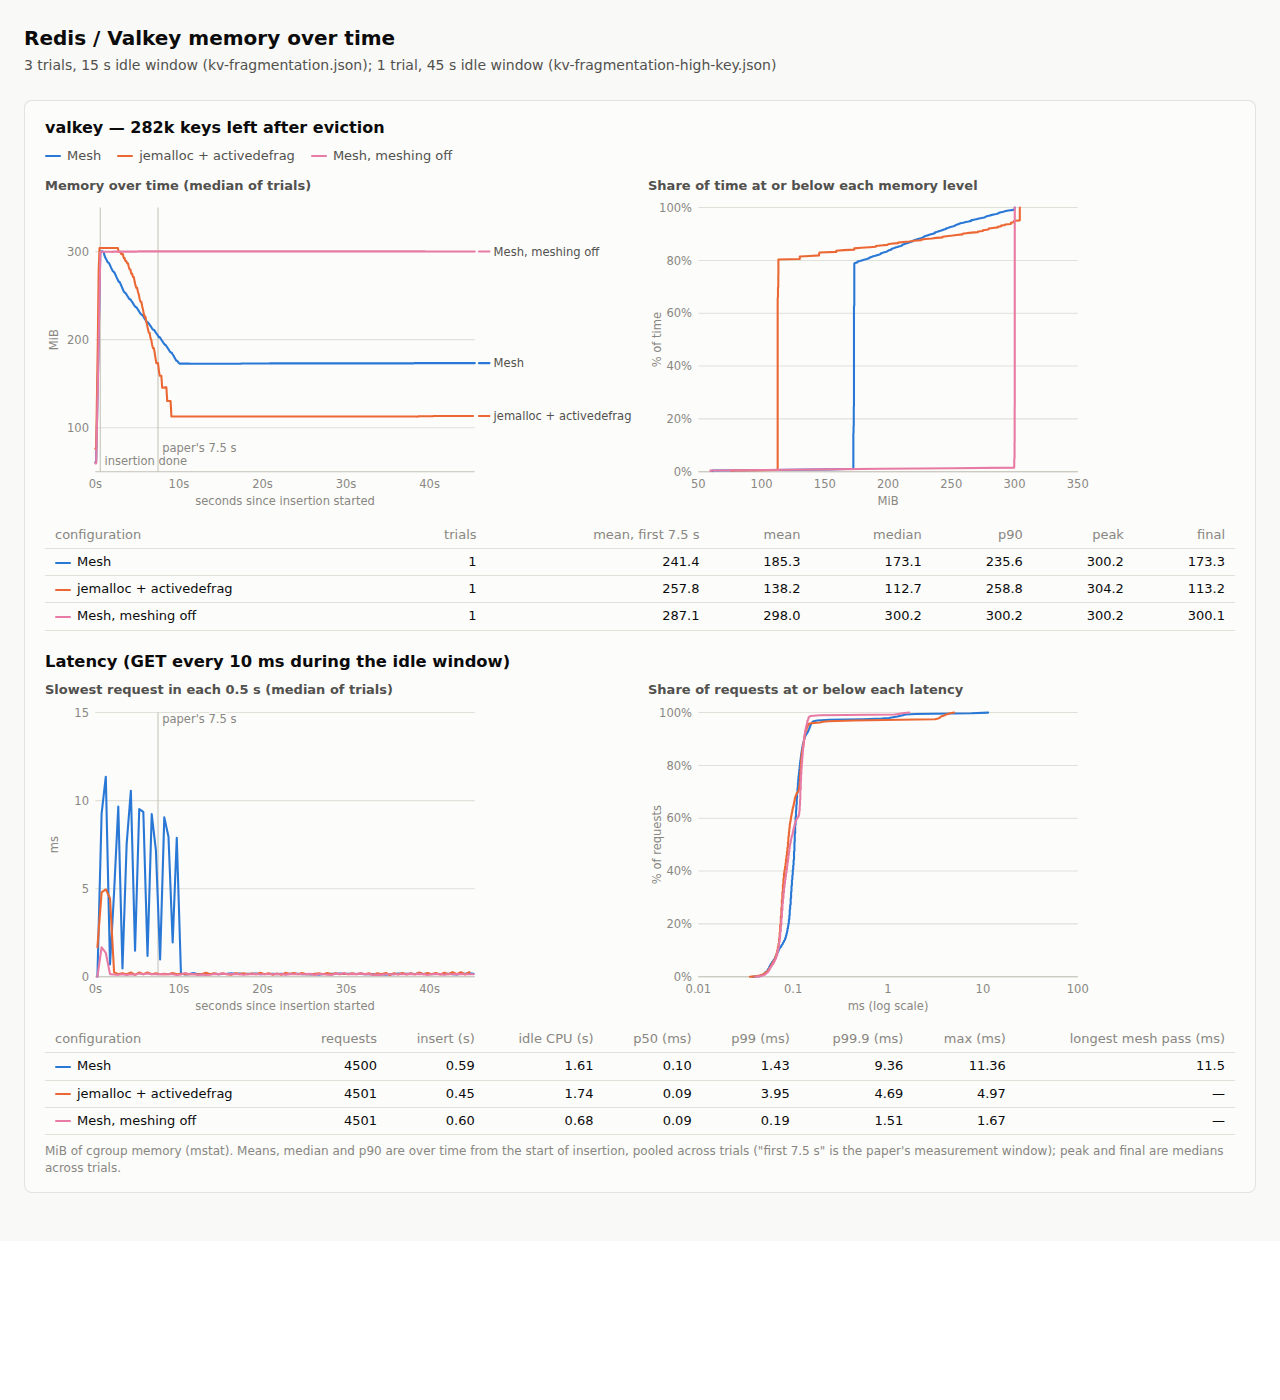 Redis / Valkey memory over time
3 trials, 15 s idle window (kv-fragmentation.json); 1 trial, 45 s idle window (kv-fragmentation-high-key.json)
valkey — 282k keys left after eviction
Mesh jemalloc + activedefrag Mesh, meshing off
Memory over time (median of trials)
300
200
100
MiB
Mesh, meshing off
Mesh
jemalloc + activedefrag
paper's 7.5 s
insertion done
0s 10s 20s 30s 40s
seconds since insertion started
Share of time at or below each memory level
100%
80%
60%
40%
20%
0%
% of time
50 100 150 200 250 300 350
MiB
configuration trials mean, first 7.5 s mean median p90 peak final
Mesh 1 241.4 185.3 173.1 235.6 300.2 173.3
jemalloc + activedefrag 1 257.8 138.2 112.7 258.8 304.2 113.2
Mesh, meshing off 1 287.1 298.0 300.2 300.2 300.2 300.1
Latency (GET every 10 ms during the idle window)
Slowest request in each 0.5 s (median of trials)
15
10
5
0
ms
paper's 7.5 s
0s 10s 20s 30s 40s
seconds since insertion started
Share of requests at or below each latency
100%
80%
60%
40%
20%
0%
% of requests
0.01 0.1 1 10 100
ms (log scale)
configuration requests insert (s) idle CPU (s) p50 (ms) p99 (ms) p99.9 (ms) max (ms) longest mesh pass (ms)
Mesh 4500 0.59 1.61 0.10 1.43 9.36 11.36 11.5
jemalloc + activedefrag 4501 0.45 1.74 0.09 3.95 4.69 4.97 —
Mesh, meshing off 4501 0.60 0.68 0.09 0.19 1.51 1.67 —
MiB of cgroup memory (mstat). Means, median and p90 are over time from the start of insertion, pooled across trials ("first 7.5 s" is the paper's measurement window); peak and final are medians
across trials.